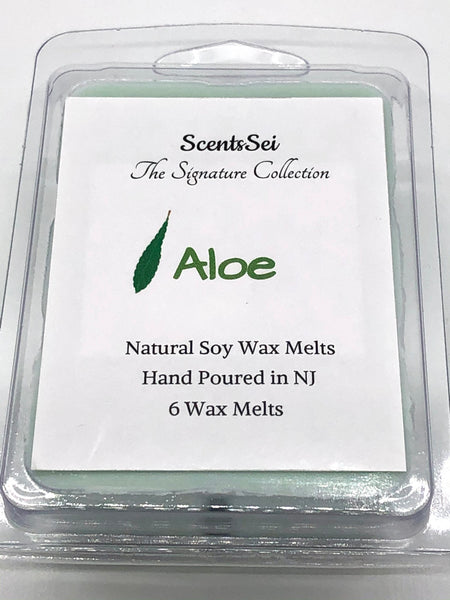 ScentsSei
The Signature Collection
Aloe
Natural Soy Wax Melts
Hand Poured in NJ
6 Wax Melts